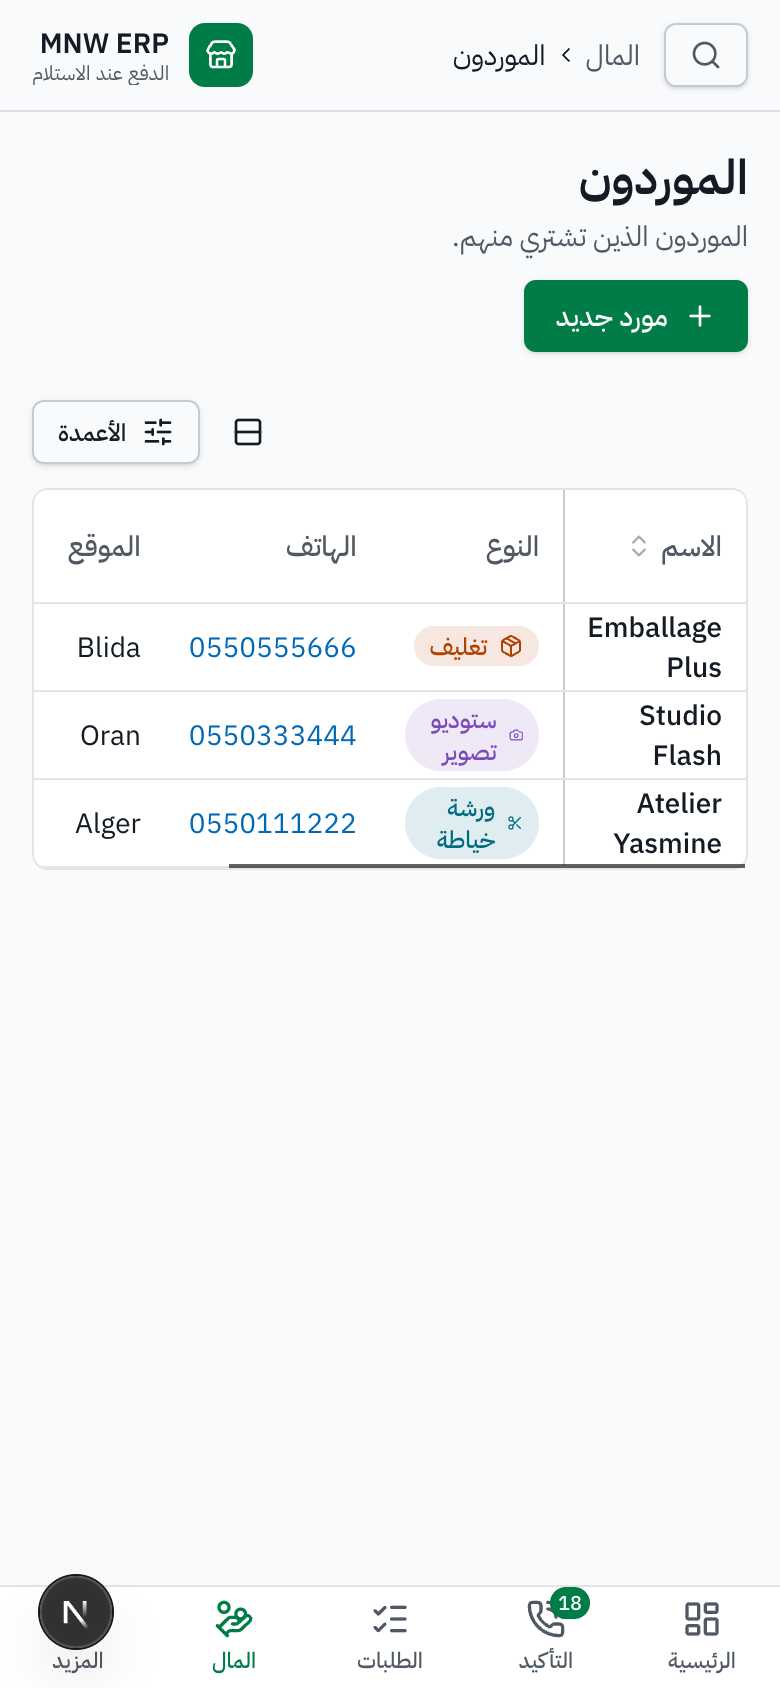 المال › الموردون
MNW ERP
الدفع عند الاستلام
الموردون
الموردون الذين تشتري منهم.
مورد جديد
الأعمدة
الاسم النوع الهاتف الموقع
Emballage Plus تغليف 0550555666 Blida
Studio Flash ستوديو تصوير 0550333444 Oran
Atelier Yasmine ورشة خياطة 0550111222 Alger
18
الرئيسية التأكيد الطلبات المال المزيد
N